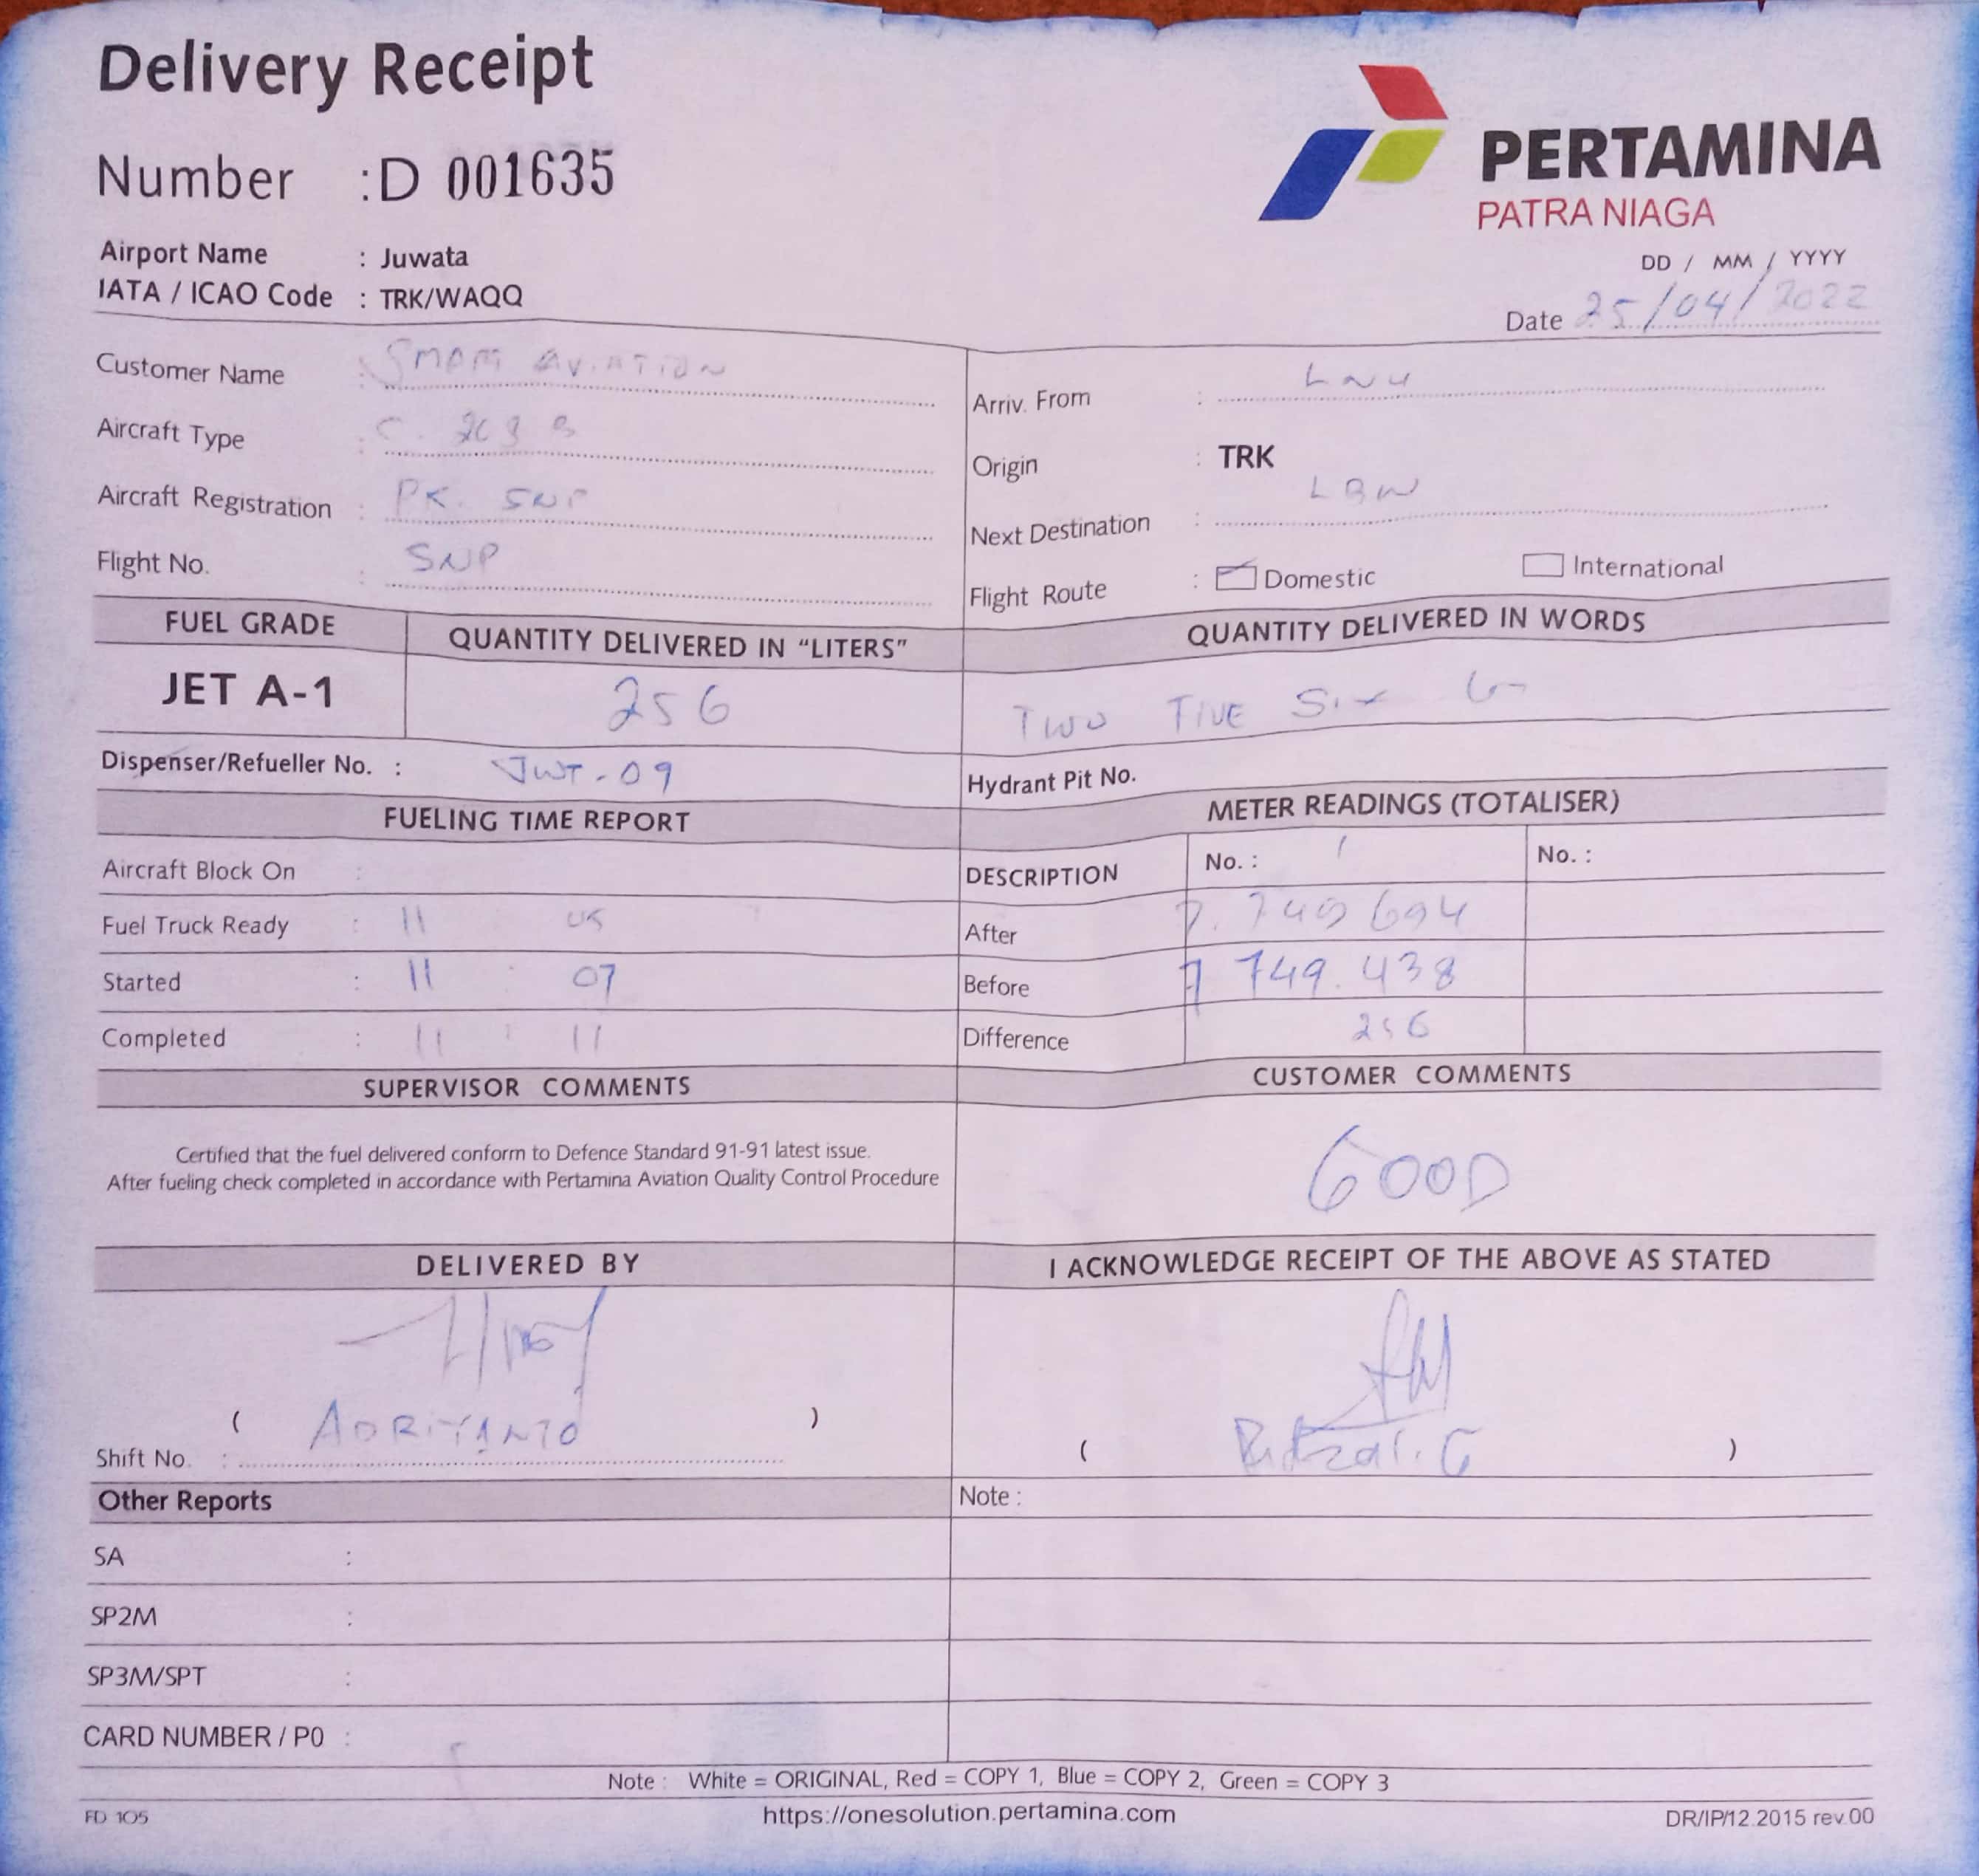 Delivery Receipt
Number : D 001635
PERTAMINA
PATRA NIAGA
Airport Name : Juwata
IATA / ICAO Code : TRK/WAQQ
DD / MM / YYYY
Date 25/04/2022
Customer Name : AVIATION
Aircraft Type :
Aircraft Registration : PK. SNP
Flight No. : SNP
Arriv. From :
Origin : TRK
Next Destination : LBW
Flight Route : Domestic International
FUEL GRADE QUANTITY DELIVERED IN "LITERS" QUANTITY DELIVERED IN WORDS
JET A-1 256 TWO FIVE Six
Dispenser/Refueller No. : JWT-09 Hydrant Pit No.
FUELING TIME REPORT
METER READINGS (TOTALISER)
Aircraft Block On :
Fuel Truck Ready : 11 05
Started : 11 : 07
Completed : 11 : 11
DESCRIPTION No. : 1 No. :
After 7.749 694
Before 7 749.438
Difference 256
SUPERVISOR COMMENTS
Certified that the fuel delivered conform to Defence Standard 91-91 latest issue.
After fueling check completed in accordance with Pertamina Aviation Quality Control Procedure
CUSTOMER COMMENTS
GOOD
DELIVERED BY
( ADRIYANTO )
Shift No. :
I ACKNOWLEDGE RECEIPT OF THE ABOVE AS STATED
( )
Other Reports
SA :
SP2M :
SP3M/SPT :
CARD NUMBER / P0 :
Note :
Note : White = ORIGINAL, Red = COPY 1, Blue = COPY 2, Green = COPY 3
FD 105 https://onesolution.pertamina.com DR/IP/12.2015 rev.00